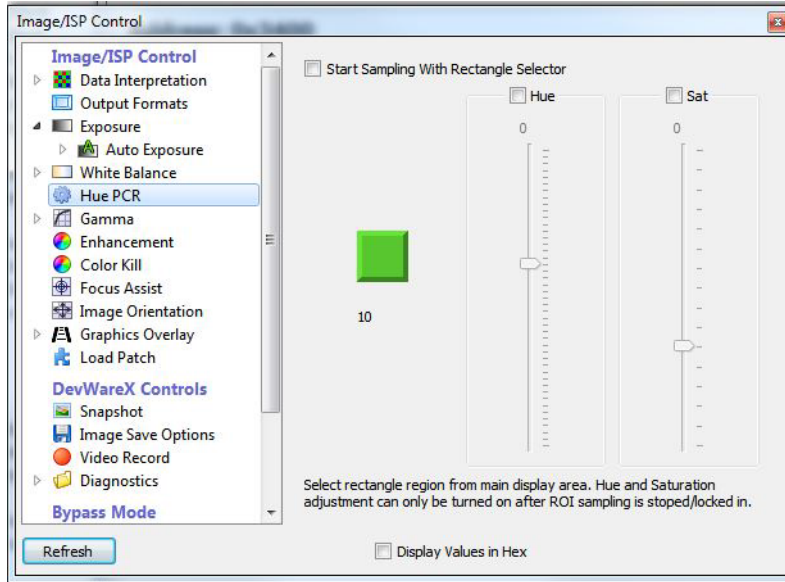 Image/ISP Control
Image/ISP Control
Data Interpretation
Output Formats
Exposure
Auto Exposure
White Balance
Hue PCR
Gamma
Enhancement
Color Kill
Focus Assist
Image Orientation
Graphics Overlay
Load Patch
DevWareX Controls
Snapshot
Image Save Options
Video Record
Diagnostics
Bypass Mode
Refresh
Start Sampling With Rectangle Selector
Hue
Sat
0
0
10
Select rectangle region from main display area. Hue and Saturation
adjustment can only be turned on after ROI sampling is stoped/locked in.
Display Values in Hex